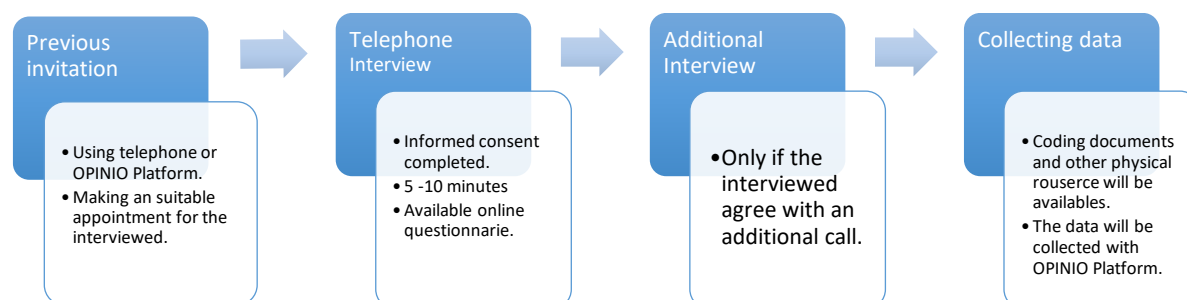 Previous
invitation
• Using telephone or
OPINIO Platform.
• Making an suitable
appointment for the
interviewed.
Telephone
Interview
• Informed consent
completed.
• 5 -10 minutes
• Available online
questionnarie.
Additional
Interview
•Only if the
interviewed
agree with an
additional call.
Collecting data
• Coding documents
and other physical
rouserce will be
availables.
• The data will be
collected with
OPINIO Platform.